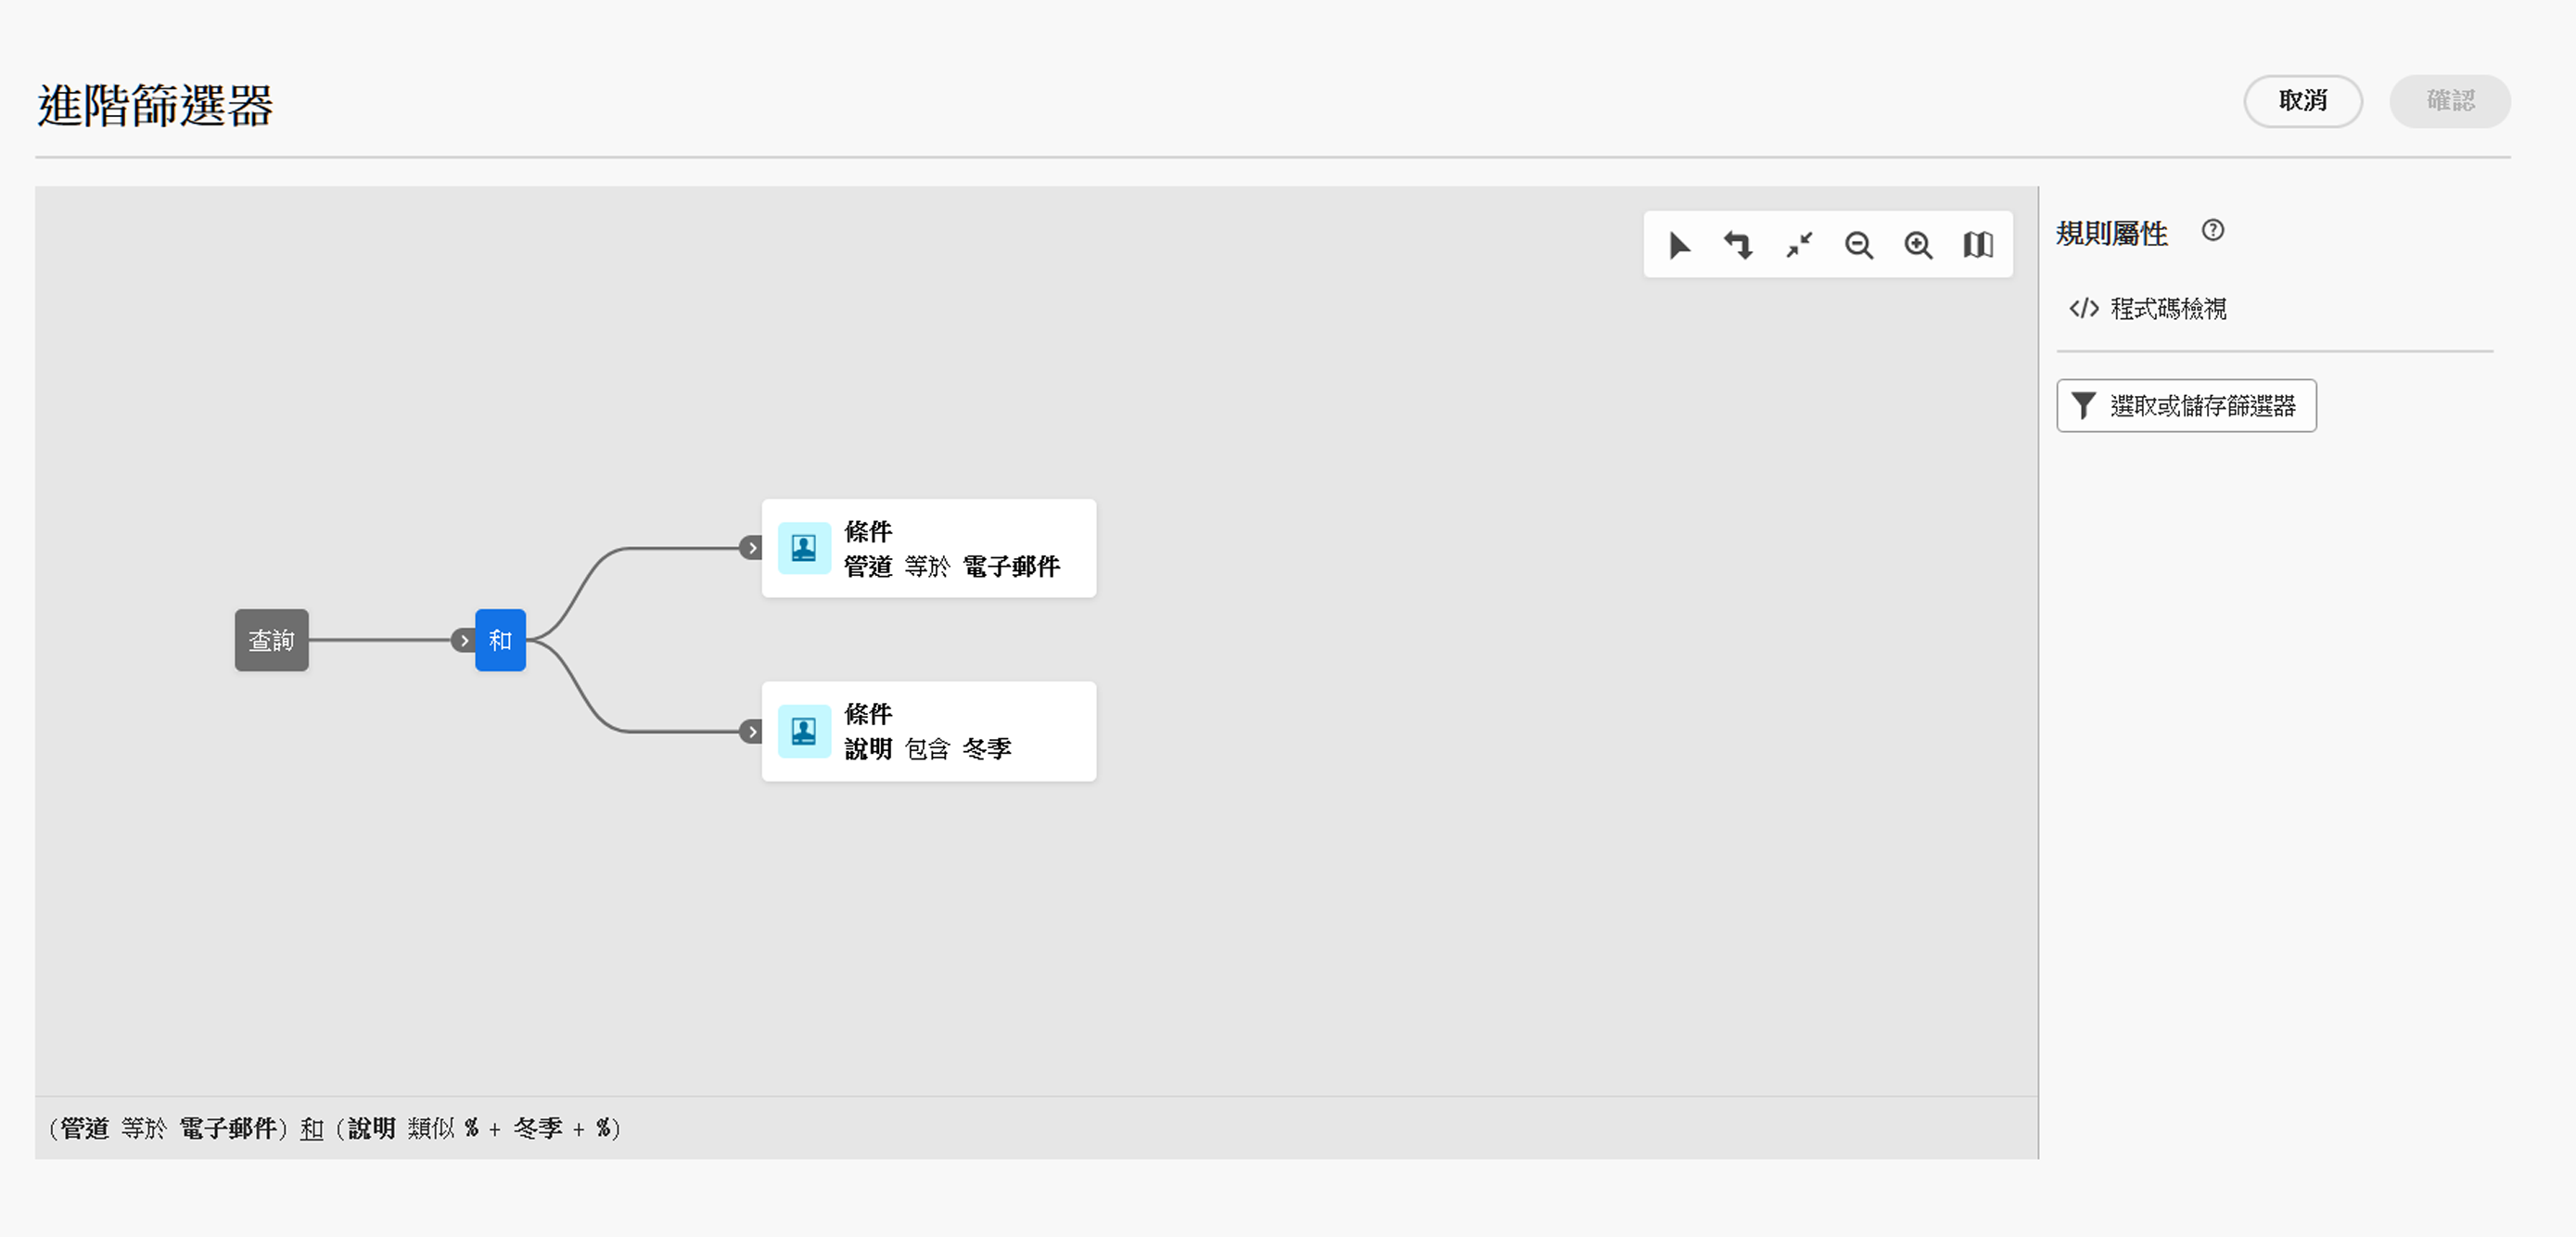 進階篩選器
取消
確認
規則屬性
</> 程式碼檢視
選取或儲存篩選器
條件
管道 等於 電子郵件
查詢
和
條件
說明 包含 冬季
(管道 等於 電子郵件) 和 (說明 類似 % + 冬季 + %)